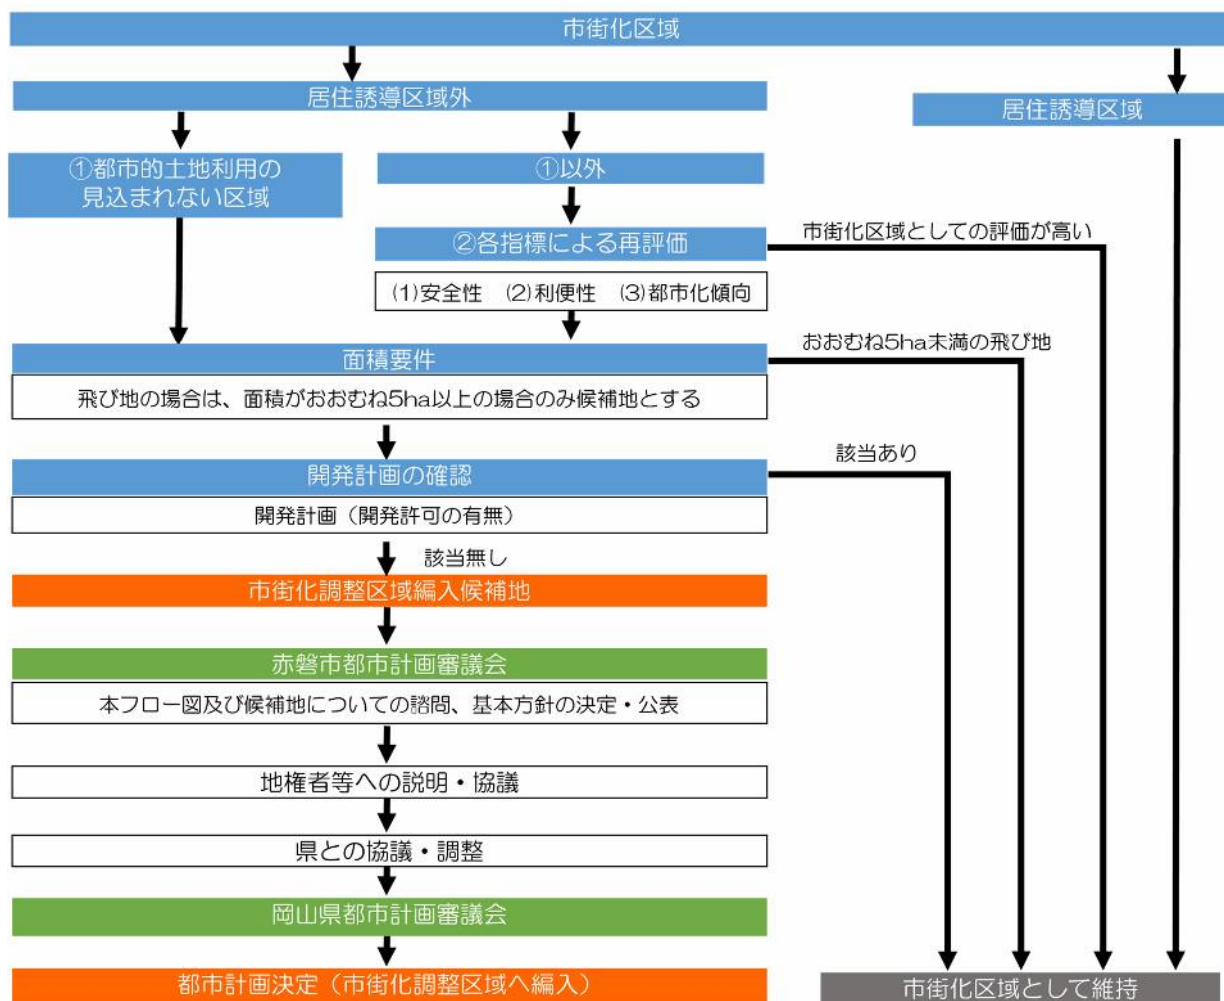 市街化区域
居住誘導区域外
居住誘導区域
①都市的土地利用の
見込まれない区域
①以外
②各指標による再評価
市街化区域としての評価が高い
(1)安全性 (2)利便性 (3)都市化傾向
面積要件
おおむね5ha未満の飛び地
飛び地の場合は、面積がおおむね5ha以上の場合のみ候補地とする
開発計画の確認
該当あり
開発計画（開発許可の有無）
該当無し
市街化調整区域編入候補地
赤磐市都市計画審議会
本フロー図及び候補地についての諮問、基本方針の決定・公表
地権者等への説明・協議
県との協議・調整
岡山県都市計画審議会
都市計画決定（市街化調整区域へ編入）
市街化区域として維持